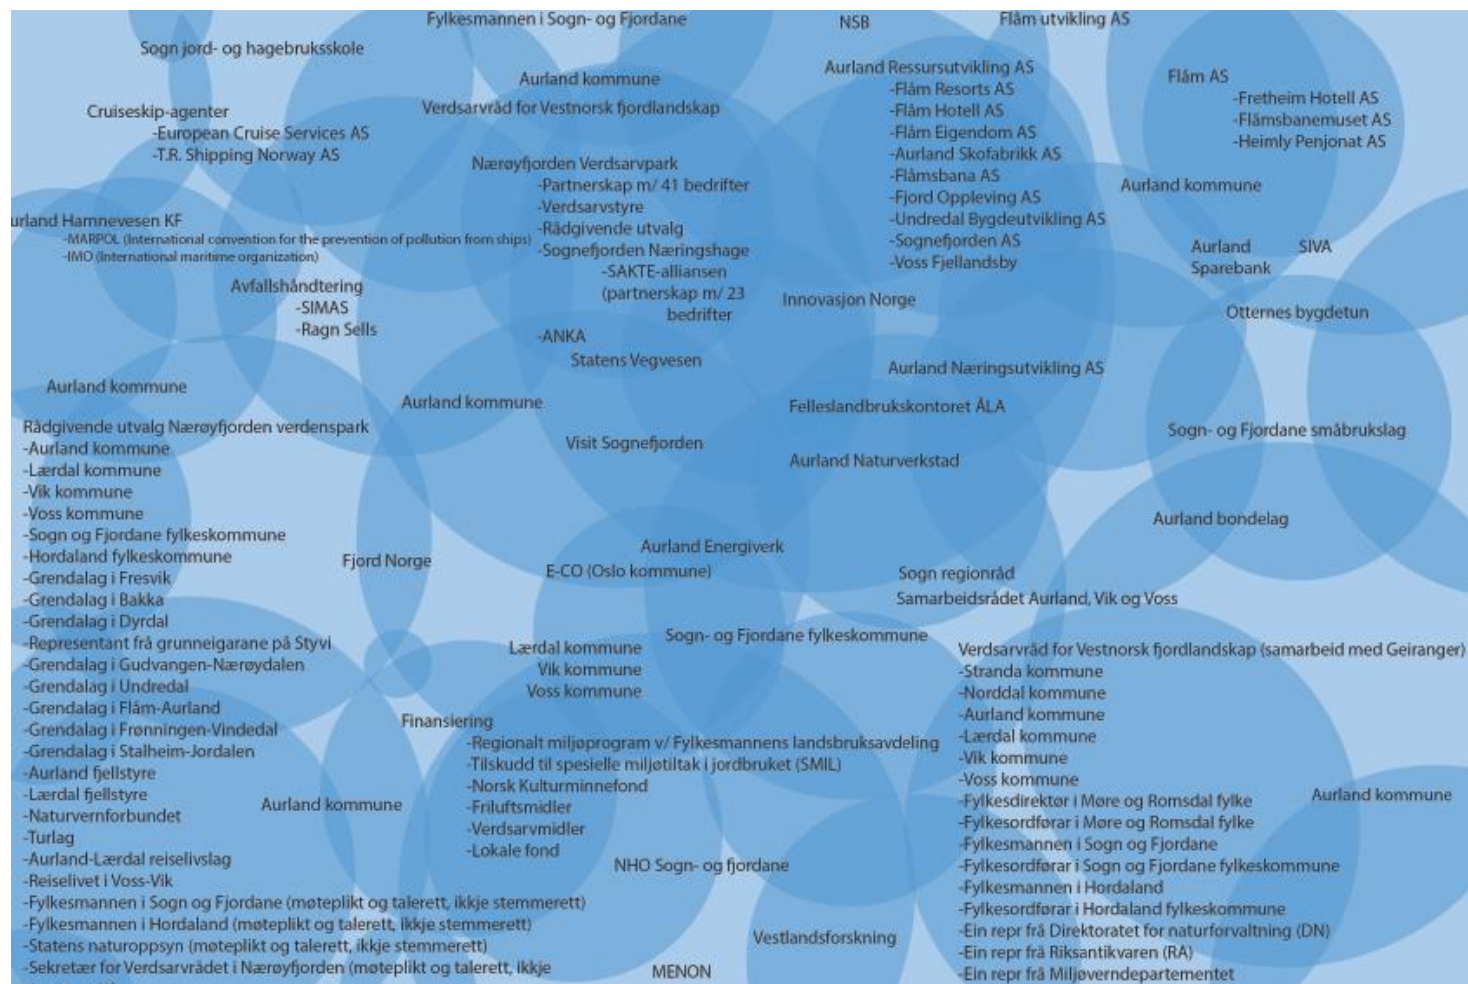 Fylkesmannen i Sogn- og Fjordane
NSB
Flåm utvikling AS
Sogn jord- og hagebruksskole
Aurland kommune
Verdsarvråd for Vestnorsk fjordlandskap
Cruiseskip-agenter
-European Cruise Services AS
-T.R. Shipping Norway AS
Nærøyfjorden Verdsarvpark
-Partnerskap m/ 41 bedrifter
-Verdsarvstyre
-Rådgivende utvalg
-Sognefjorden Næringshage
-SAKTE-alliansen
(partnerskap m/ 23
bedrifter
-ANKA
Statens Vegvesen
Aurland Ressursutvikling AS
-Flåm Resorts AS
-Flåm Hotell AS
-Flåm Eigendom AS
-Aurland Skofabrikk AS
-Flåmsbana AS
-Fjord Oppleving AS
-Undredal Bygdeutvikling AS
-Sognefjorden AS
-Voss Fjellandsby
Flåm AS
-Fretheim Hotell AS
-Flåmsbanemuset AS
-Heimly Penjonat AS
Aurland kommune
Aurland
Sparebank
SIVA
Otternes bygdetun
urland Hamnevesen KF
-MARPOL (International convention for the prevention of pollution from ships)
-IMO (International maritime organization)
Avfallshåndtering
-SIMAS
-Ragn Sells
Innovasjon Norge
Aurland Næringsutvikling AS
Aurland kommune
Aurland kommune
Felleslandbrukskontoret ÅLA
Visit Sognefjorden
Aurland Naturverkstad
Sogn- og Fjordane småbrukslag
Aurland bondelag
Rådgivende utvalg Nærøyfjorden verdenspark
-Aurland kommune
-Lærdal kommune
-Vik kommune
-Voss kommune
-Sogn og Fjordane fylkeskommune
-Hordaland fylkeskommune
-Grendalag i Fresvik
-Grendalag i Bakka
-Grendalag i Dyrdal
-Representant frå grunneigarane på Styvi
-Grendalag i Gudvangen-Nærøydalen
-Grendalag i Undredal
-Grendalag i Flåm-Aurland
-Grendalag i Frønningen-Vindedal
-Grendalag i Stalheim-Jordalen
-Aurland fjellstyre
-Lærdal fjellstyre
-Naturvernforbundet
-Turlag
-Aurland-Lærdal reiselivslag
-Reiselivet i Voss-Vik
-Fylkesmannen i Sogn og Fjordane (møteplikt og talerett, ikkje stemmerett)
-Fylkesmannen i Hordaland (møteplikt og talerett, ikkje stemmerett)
-Statens naturoppsyn (møteplikt og talerett, ikkje stemmerett)
-Sekretær for Verdsarvrådet i Nærøyfjorden (møteplikt og talerett, ikkje
Fjord Norge
Aurland Energiverk
E-CO (Oslo kommune)
Sogn regionråd
Samarbeidsrådet Aurland, Vik og Voss
Sogn- og Fjordane fylkeskommune
Lærdal kommune
Vik kommune
Voss kommune
Finansiering
-Regionalt miljøprogram v/ Fylkesmannens landsbruksavdeling
-Tilskudd til spesielle miljøtiltak i jordbruket (SMIL)
-Norsk Kulturminnefond
-Friluftsmidler
-Verdsarvmidler
-Lokale fond
Aurland kommune
NHO Sogn- og fjordane
Vestlandsforskning
MENON
Verdsarvråd for Vestnorsk fjordlandskap (samarbeid med Geiranger)
-Stranda kommune
-Norddal kommune
-Aurland kommune
-Lærdal kommune
-Vik kommune
-Voss kommune
-Fylkesdirektør i Møre og Romsdal fylke
-Fylkesordførar i Møre og Romsdal fylke
-Fylkesmannen i Sogn og Fjordane
-Fylkesordførar i Sogn og Fjordane fylkeskommune
-Fylkesmannen i Hordaland
-Fylkesordførar i Hordaland fylkeskommune
-Ein repr frå Direktoratet for naturforvaltning (DN)
-Ein repr frå Riksantikvaren (RA)
-Ein repr frå Miljøverndepartementet
Aurland kommune